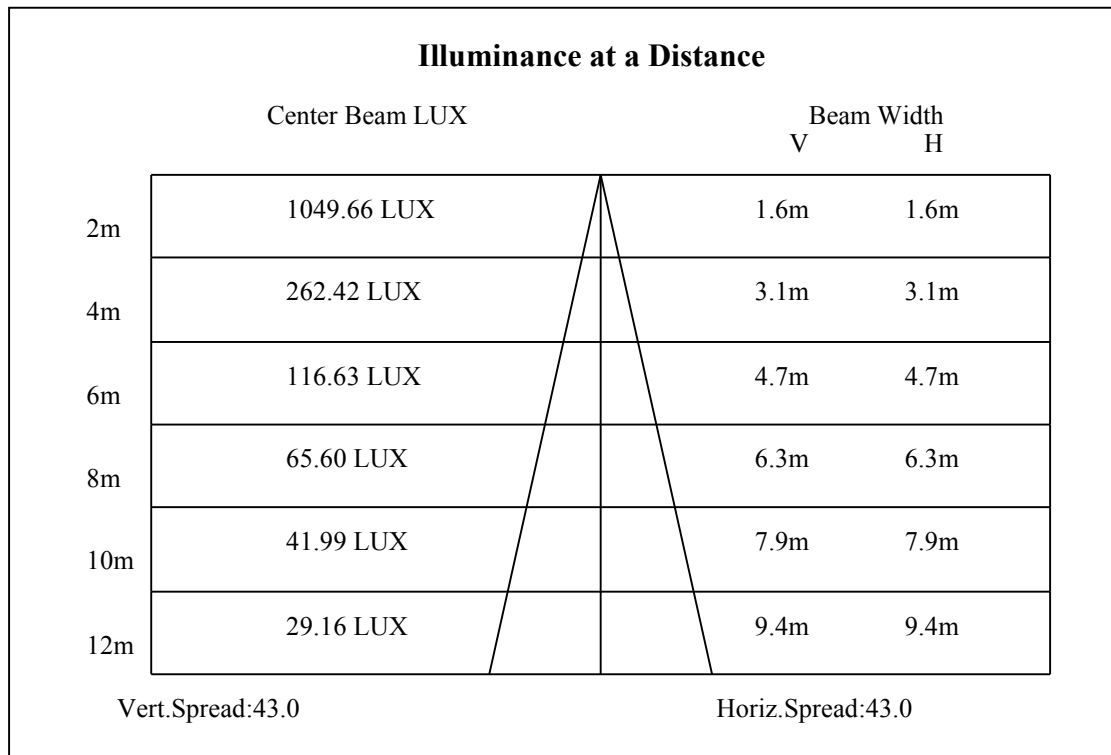 Illuminance at a Distance
Center Beam LUX Beam Width
V H
2m 1049.66 LUX 1.6m 1.6m
4m 262.42 LUX 3.1m 3.1m
6m 116.63 LUX 4.7m 4.7m
8m 65.60 LUX 6.3m 6.3m
10m 41.99 LUX 7.9m 7.9m
12m 29.16 LUX 9.4m 9.4m
Vert.Spread:43.0 Horiz.Spread:43.0